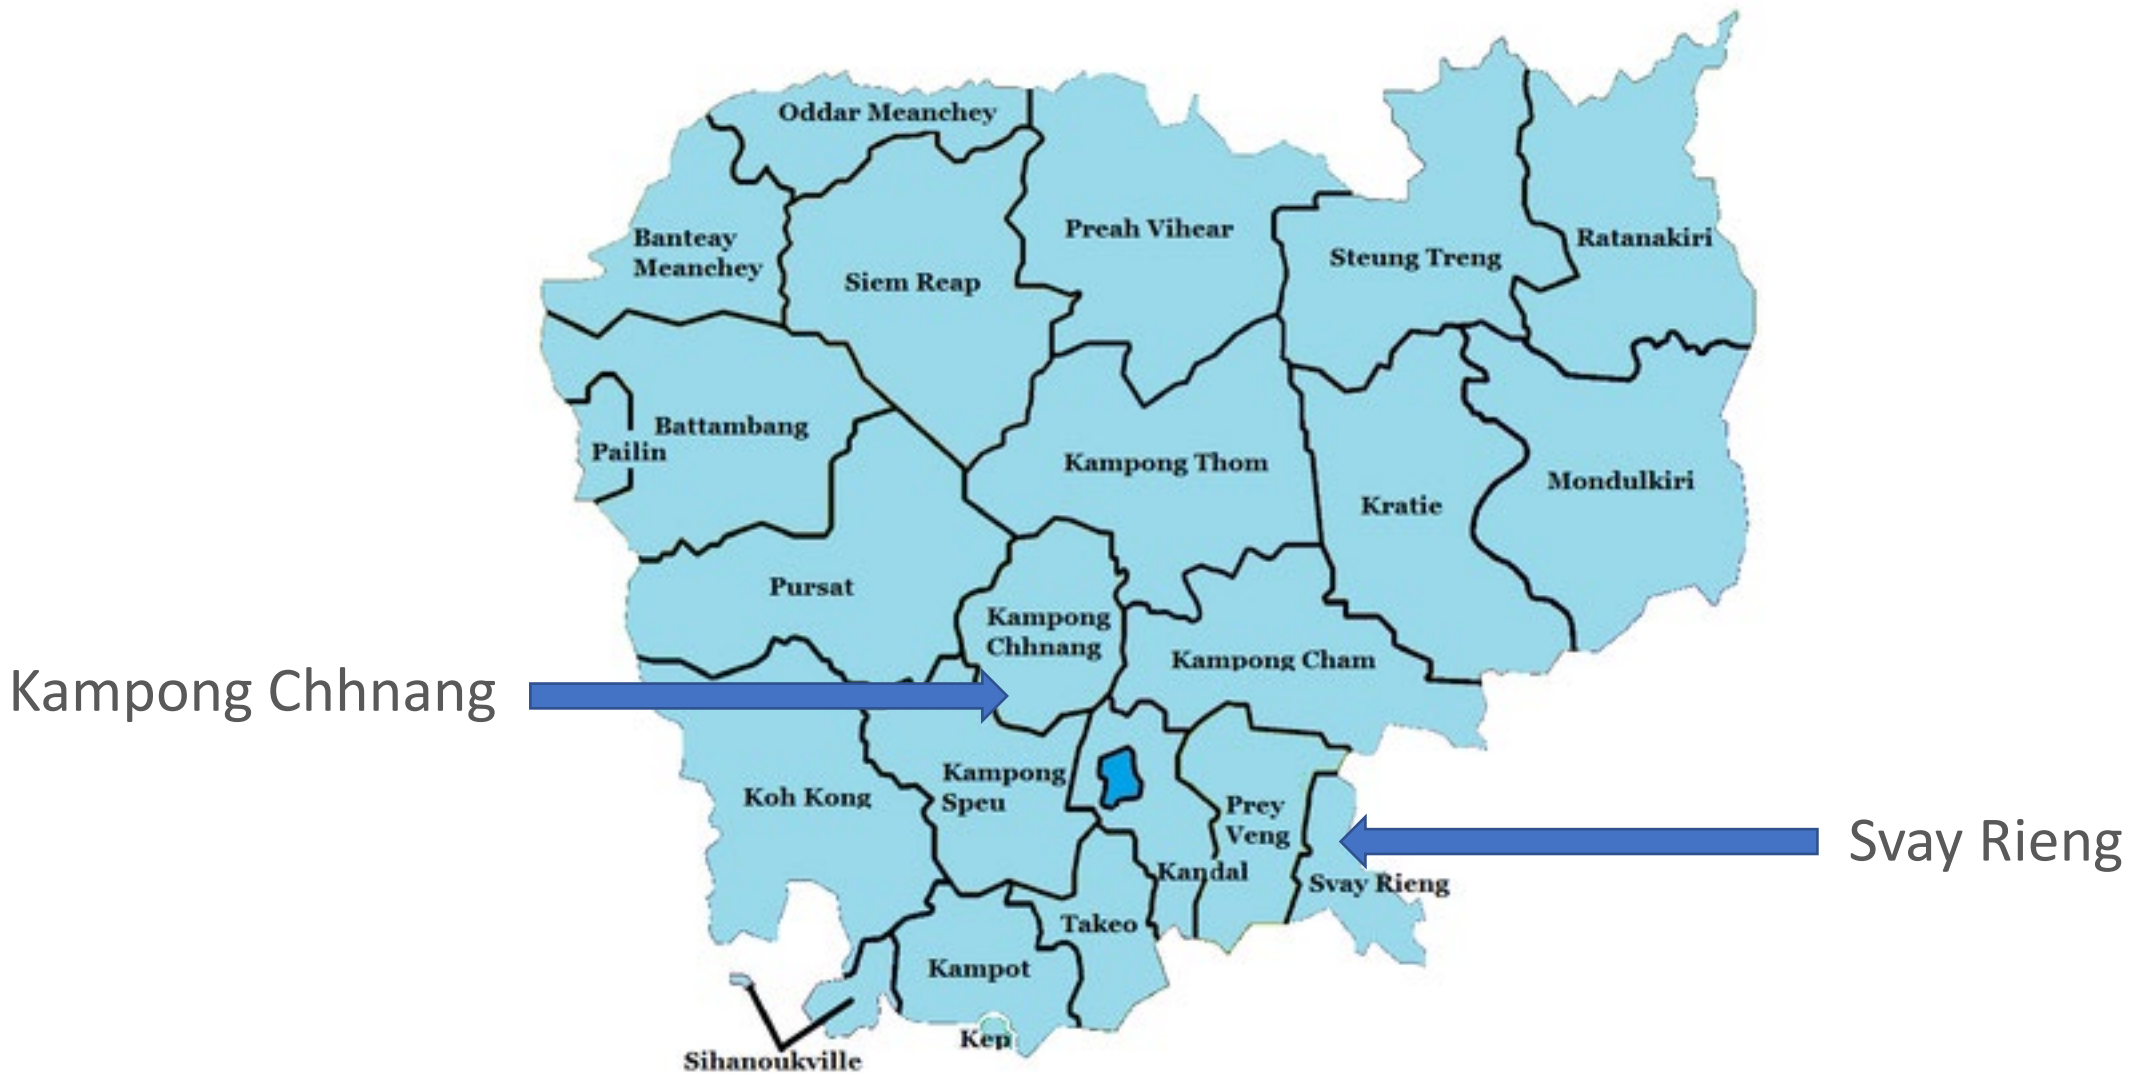 Oddar Meanchey
Preah Vihear
Banteay
Meanchey
Siem Reap
Steung Treng
Ratanakiri
Battambang
Pailin
Kampong Thom
Kratie
Mondulkiri
Pursat
Kampong
Chhnang
Kampong Cham
Kampong Chhnang
Koh Kong
Kampong
Speu
Prey
Veng
Svay Rieng
Kandal
Svay Rieng
Takeo
Kampot
Kep
Sihanoukville